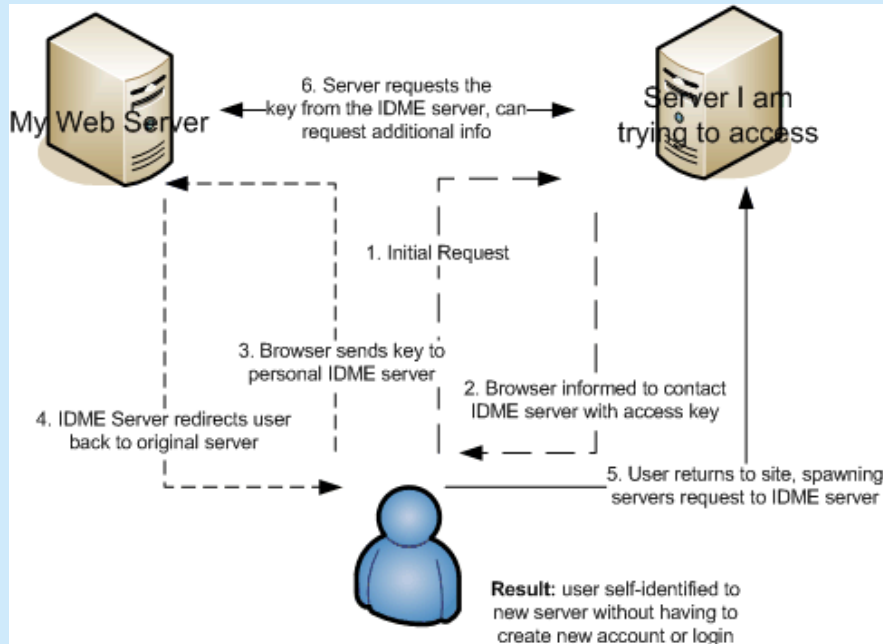 6. Server requests the
key from the IDME server, can
request additional info
My Web Server
Server I am
trying to access
1. Initial Request
3. Browser sends key to
personal IDME server
2. Browser informed to contact
IDME server with access key
4. IDME Server redirects user
back to original server
5. User returns to site, spawning
servers request to IDME server
Result: user self-identified to
new server without having to
create new account or login